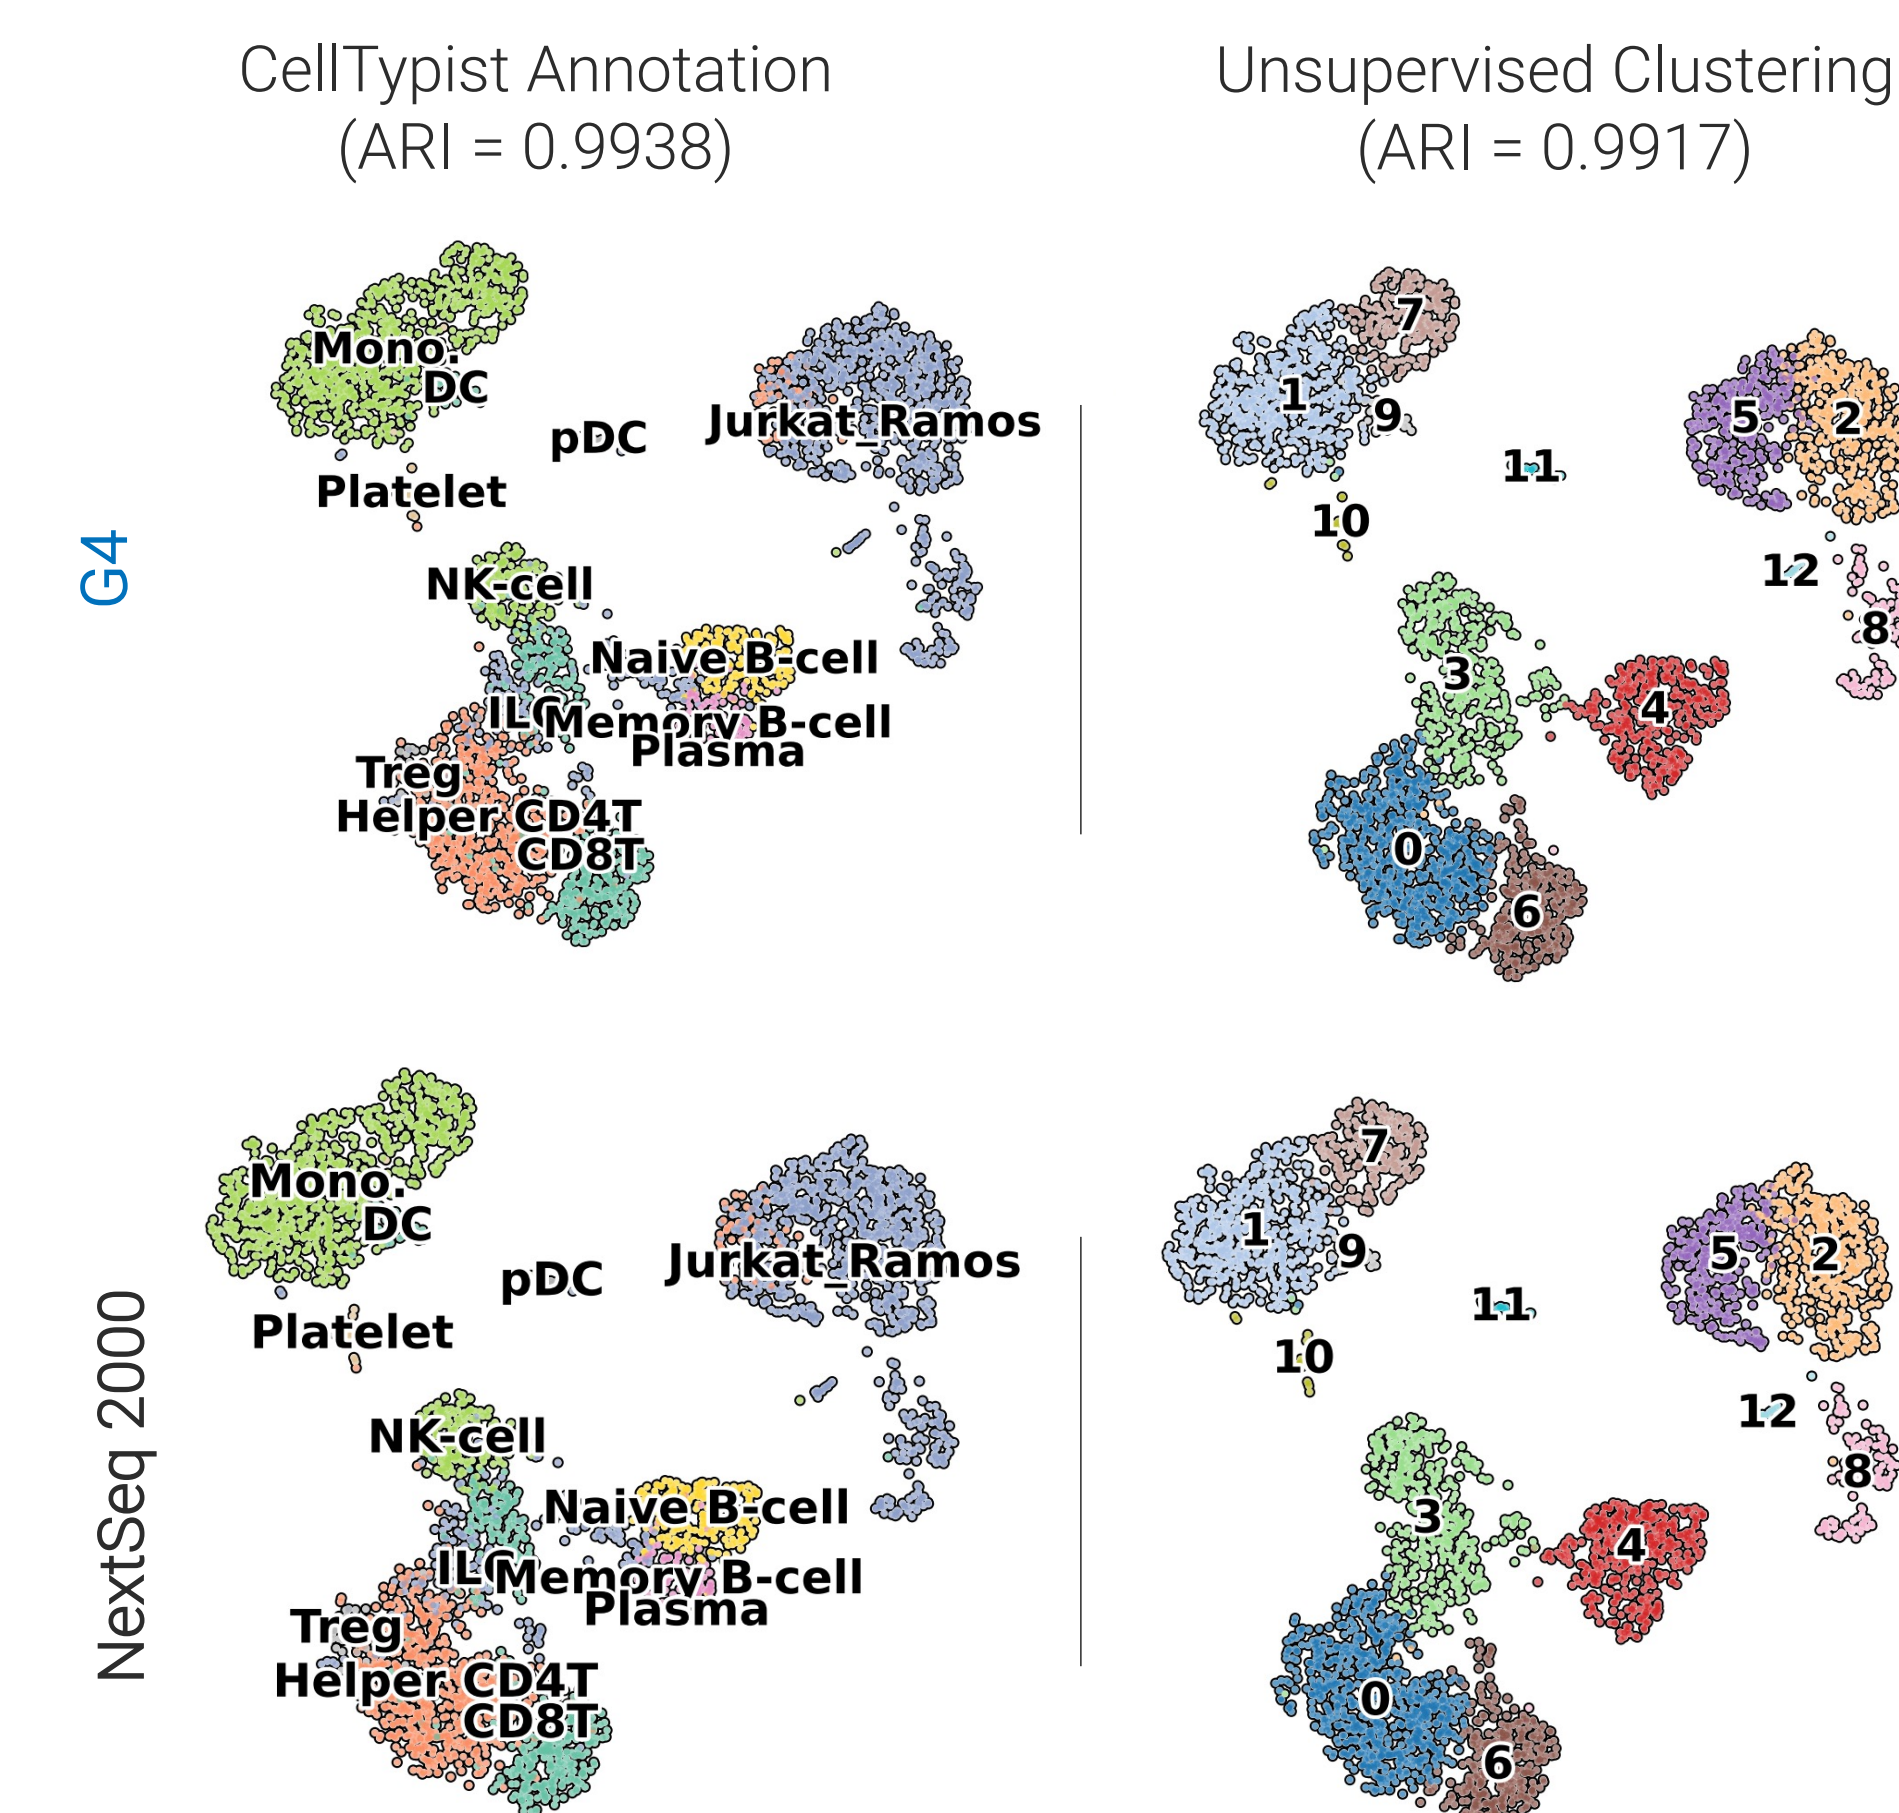 CellTypist Annotation
(ARI = 0.9938)
Unsupervised Clustering
(ARI = 0.9917)
G4
Mono.
DC
pDC
Jurkat_Ramos
Platelet
NK-cell
Naive B-cell
ILC
Memory B-cell
Plasma
Treg
Helper CD4T
CD8T
7
1
9
5
2
11
10
12
8
3
4
0
6
NextSeq 2000
Mono.
DC
pDC
Jurkat_Ramos
Platelet
NK-cell
Naive B-cell
ILC
Memory B-cell
Plasma
Treg
Helper CD4T
CD8T
7
1
9
5
2
11
10
12
8
3
4
0
6